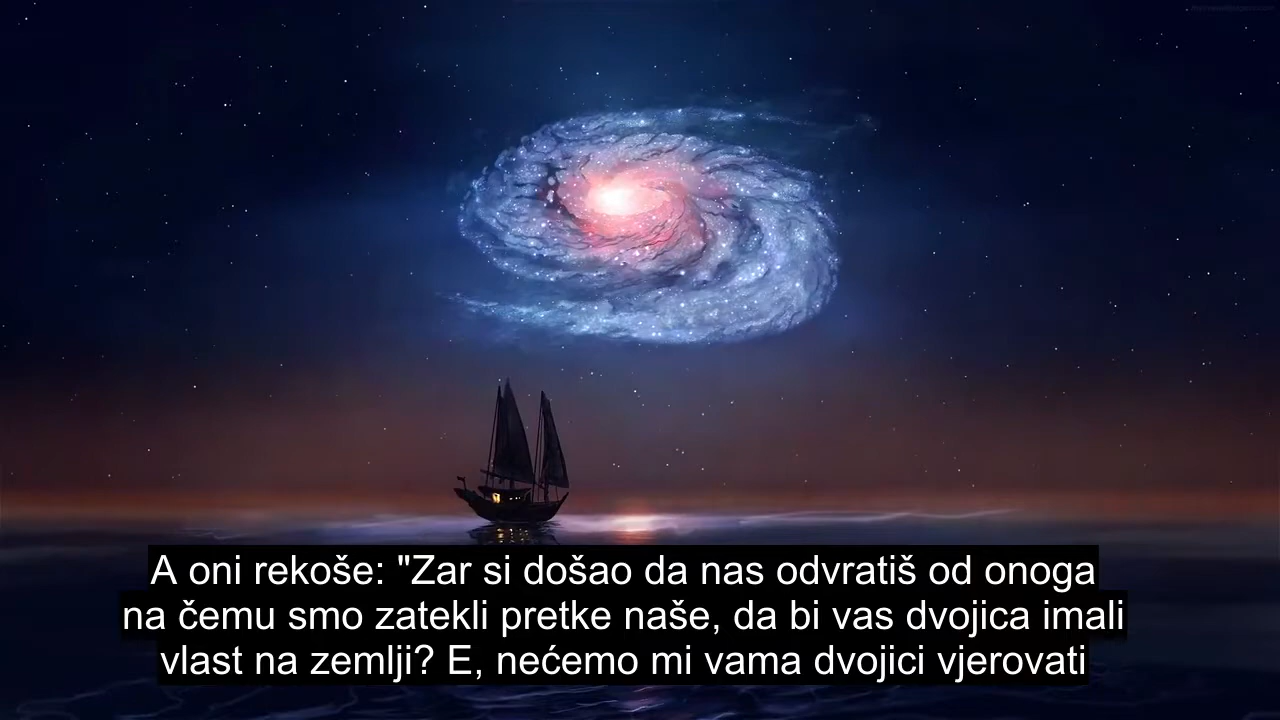 A oni rekoše: "Zar si došao da nas odvratiš od onoga
na čemu smo zatekli pretke naše, da bi vas dvojica imali
vlast na zemlji? E, nećemo mi vama dvojici vjerovati